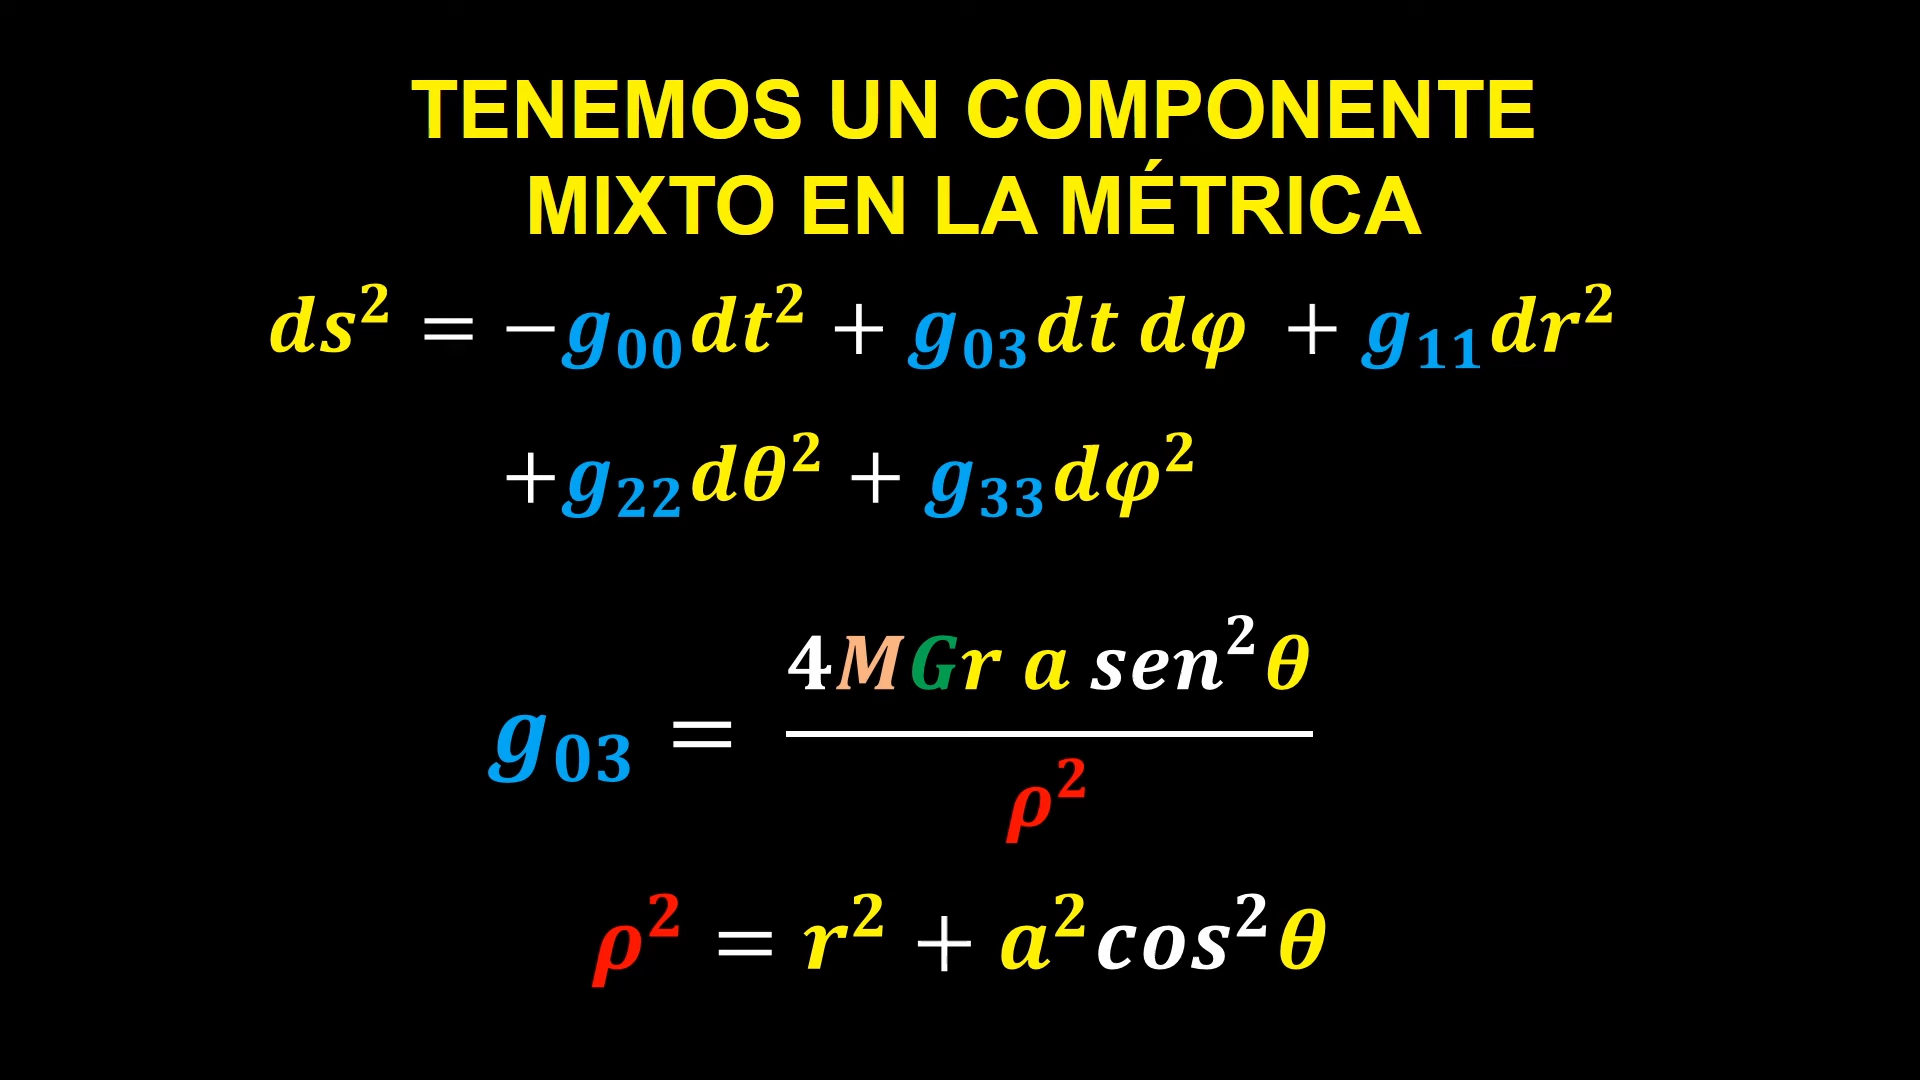 TENEMOS UN COMPONENTE
MIXTO EN LA MÉTRICA
ds² = −g₀₀dt² + g₀₃dt dφ + g₁₁dr²
+g₂₂dθ² + g₃₃dφ²
g₀₃ = 4MGr a sen²θ / ρ²
ρ² = r² + a²cos²θ